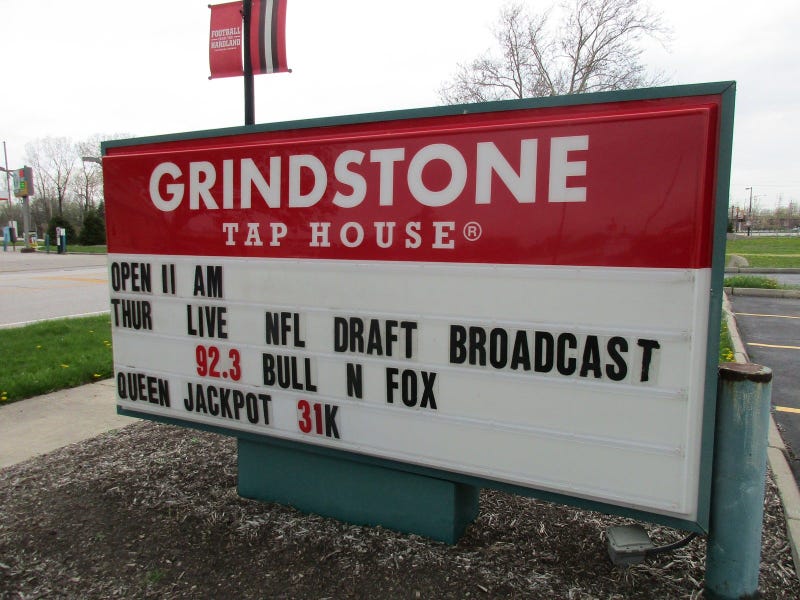 FOOTBALL
HARDLAND
GRINDSTONE
TAP HOUSE®
OPEN 11 AM
THUR LIVE NFL DRAFT BROADCAST
92.3 BULL N FOX
QUEEN JACKPOT 31K